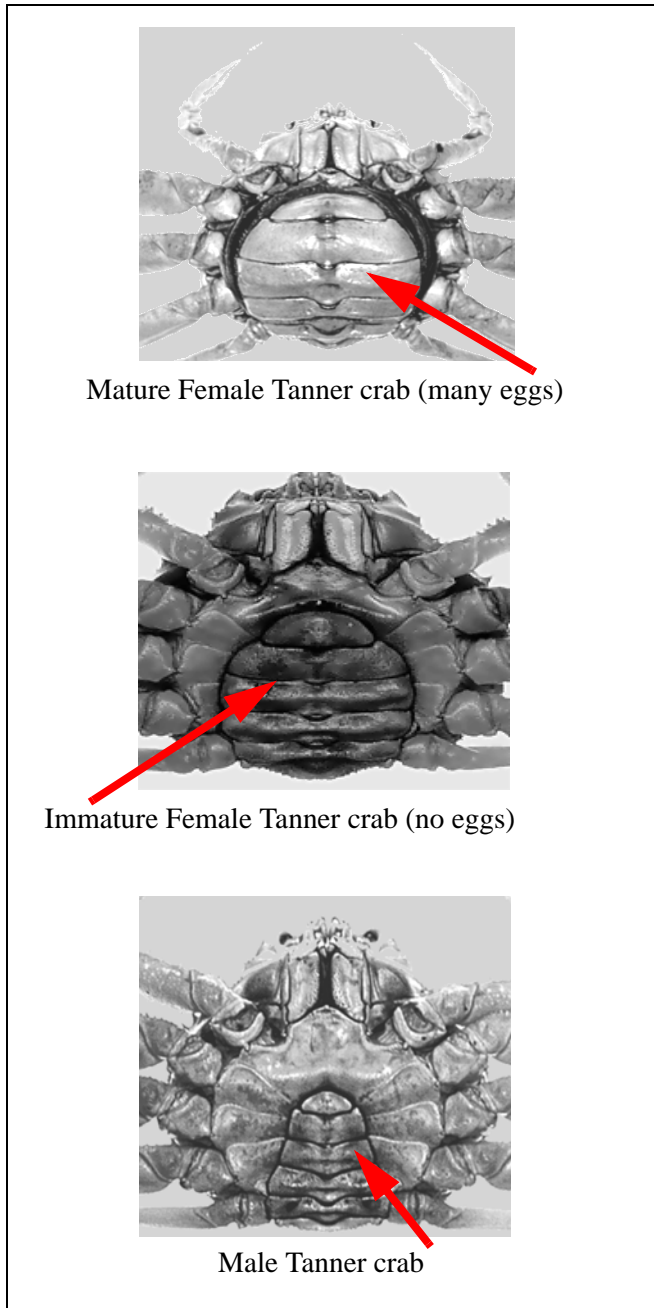 Mature Female Tanner crab (many eggs)
Immature Female Tanner crab (no eggs)
Male Tanner crab